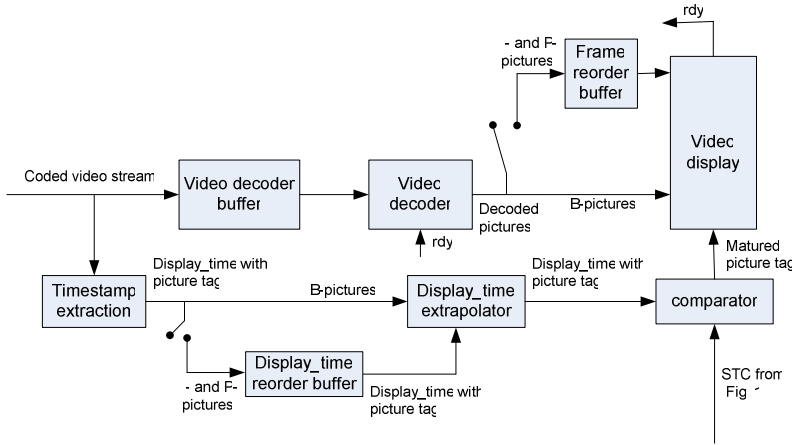 rdy
- and P-
pictures
Frame
reorder
buffer
Video
display
Coded video stream
Video decoder
buffer
Video
decoder
Decoded
pictures
B-pictures
rdy
Matured
picture tag
Timestamp
extraction
Display_time with
picture tag
B-pictures
Display_time
extrapolator
Display_time with
picture tag
comparator
- and P-
pictures
Display_time
reorder buffer
Display_time with
picture tag
STC from
Fig